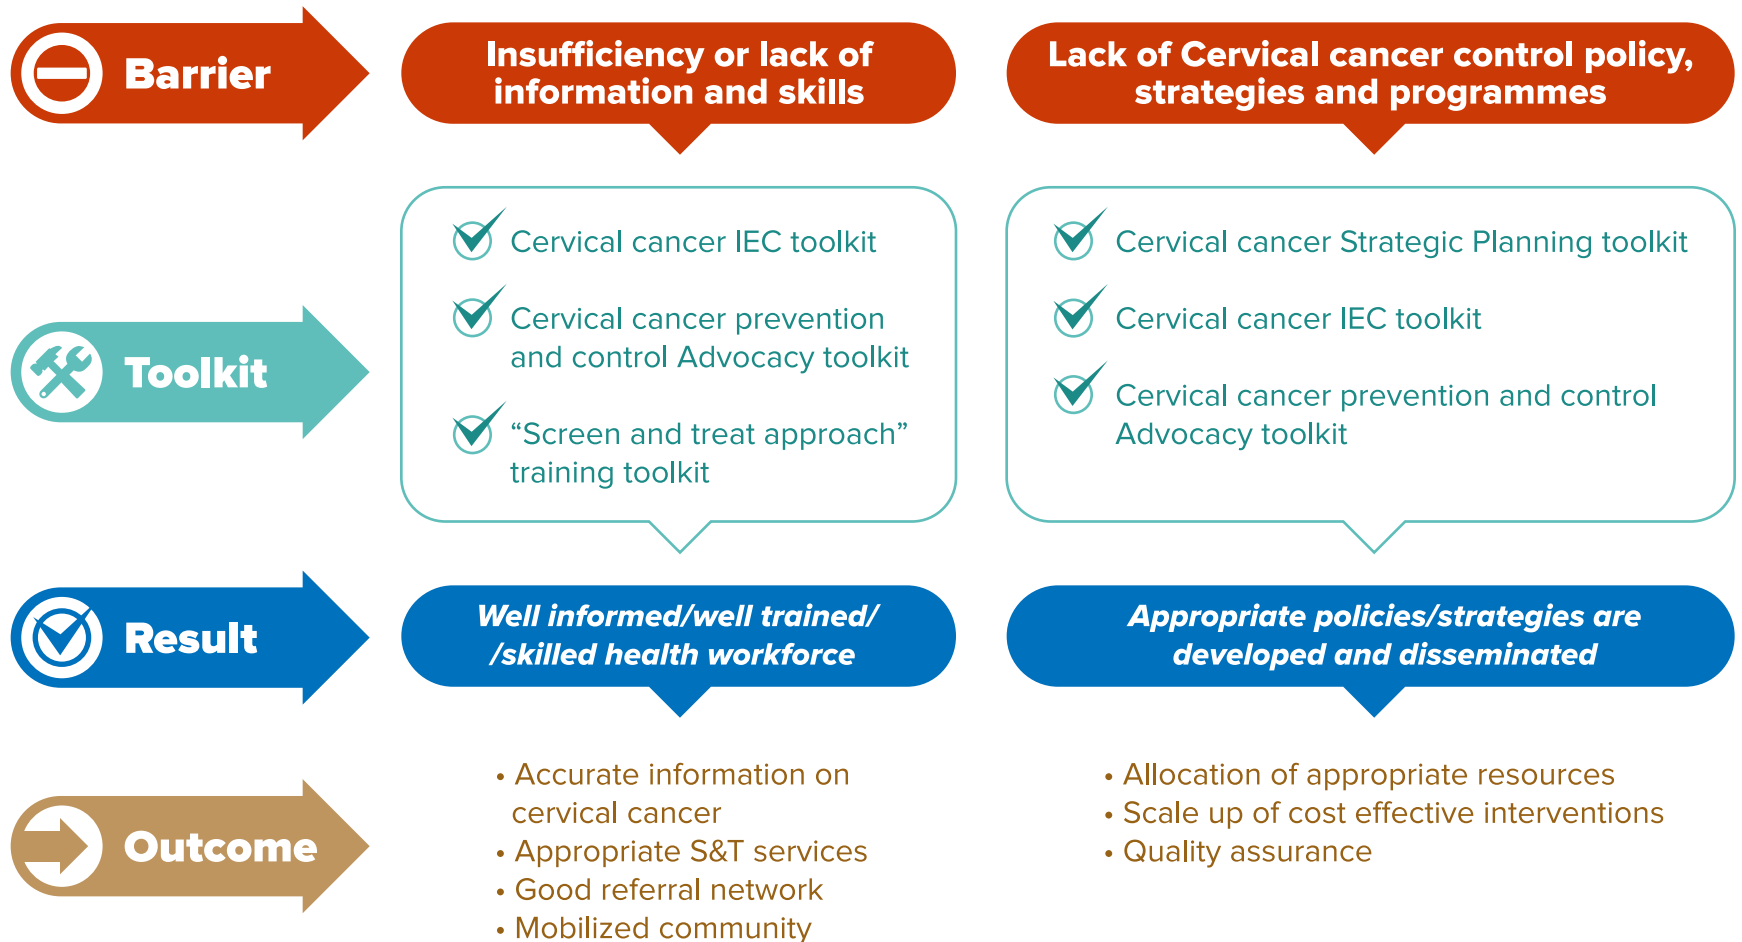 Barrier
Insufficiency or lack of
information and skills
Lack of Cervical cancer control policy,
strategies and programmes
Toolkit
Cervical cancer IEC toolkit
Cervical cancer prevention
and control Advocacy toolkit
“Screen and treat approach”
training toolkit
Cervical cancer Strategic Planning toolkit
Cervical cancer IEC toolkit
Cervical cancer prevention and control
Advocacy toolkit
Result
Well informed/well trained/
/skilled health workforce
Appropriate policies/strategies are
developed and disseminated
Outcome
• Accurate information on
cervical cancer
• Appropriate S&T services
• Good referral network
• Mobilized community
• Allocation of appropriate resources
• Scale up of cost effective interventions
• Quality assurance